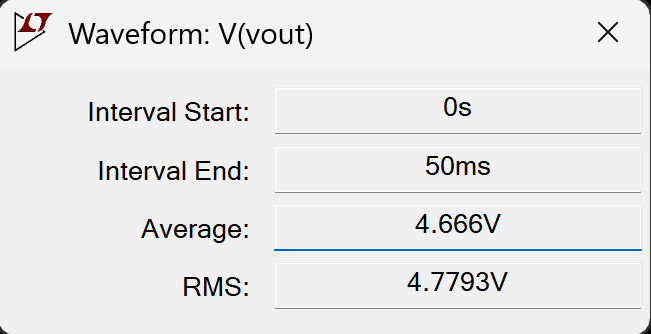 Waveform: V(vout)
Interval Start: 0s
Interval End: 50ms
Average: 4.666V
RMS: 4.7793V